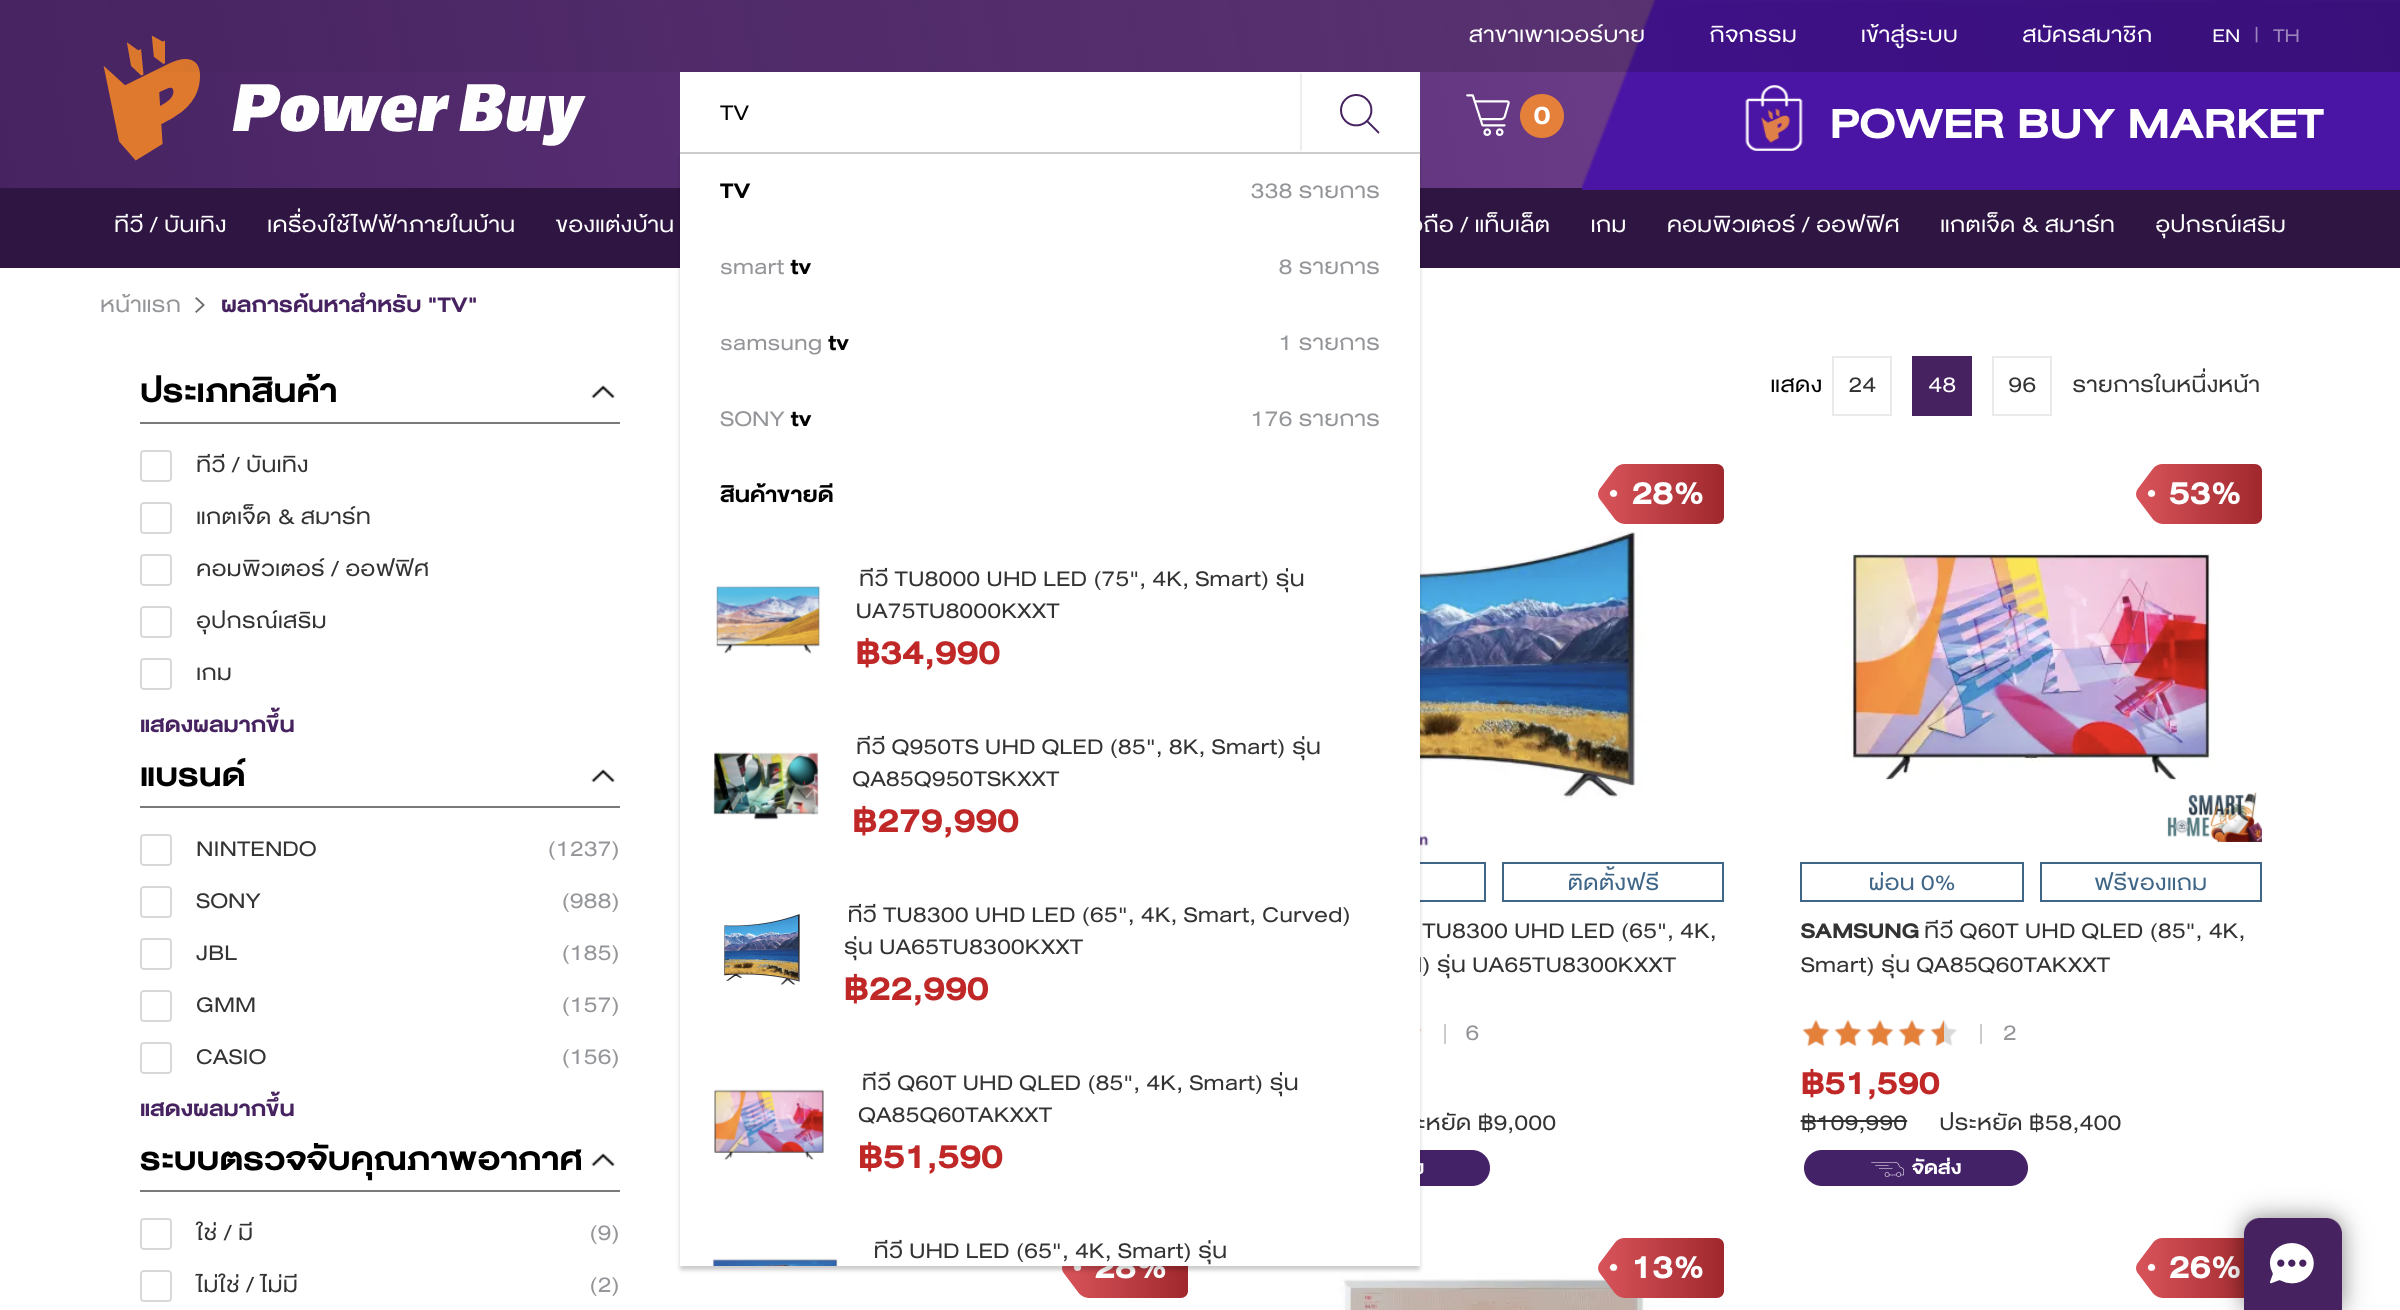 สาขาเพาเวอร์บาย กิจกรรม เข้าสู่ระบบ สมัครสมาชิก EN | TH
Power Buy
TV
0
POWER BUY MARKET
ทีวี / บันเทิง เครื่องใช้ไฟฟ้าภายในบ้าน ของแต่งบ้าน / แท็บเล็ต เกม คอมพิวเตอร์ / ออฟฟิศ แกตเจ็ด & สมาร์ท อุปกรณ์เสริม
หน้าแรก > ผลการค้นหาสำหรับ "TV"
TV 338 รายการ
smart tv 8 รายการ
samsung tv 1 รายการ
SONY tv 176 รายการ
สินค้าขายดี
ทีวี TU8000 UHD LED (75", 4K, Smart) รุ่น
UA75TU8000KXXT
฿34,990
ทีวี Q950TS UHD QLED (85", 8K, Smart) รุ่น
QA85Q950TSKXXT
฿279,990
ทีวี TU8300 UHD LED (65", 4K, Smart, Curved)
รุ่น UA65TU8300KXXT
฿22,990
ทีวี Q60T UHD QLED (85", 4K, Smart) รุ่น
QA85Q60TAKXXT
฿51,590
ทีวี UHD LED (65", 4K, Smart) รุ่น
ประเภทสินค้า
ทีวี / บันเทิง
แกตเจ็ด & สมาร์ท
คอมพิวเตอร์ / ออฟฟิศ
อุปกรณ์เสริม
เกม
แสดงผลมากขึ้น
แบรนด์
NINTENDO (1237)
SONY (988)
JBL (185)
GMM (157)
CASIO (156)
แสดงผลมากขึ้น
ระบบตรวจจับคุณภาพอากาศ
ใช่ / มี (9)
ไม่ใช่ / ไม่มี (2)
แสดง 24 48 96 รายการในหนึ่งหน้า
28%
ติดตั้งฟรี
TU8300 UHD LED (65", 4K,
รุ่น UA65TU8300KXXT
| 6
฿9,000
53%
SMART
HOME
ผ่อน 0% ฟรีของแถม
SAMSUNG ทีวี Q60T UHD QLED (85", 4K,
Smart) รุ่น QA85Q60TAKXXT
| 2
฿51,590
฿109,990 ประหยัด ฿58,400
จัดส่ง
28%
13%
26%